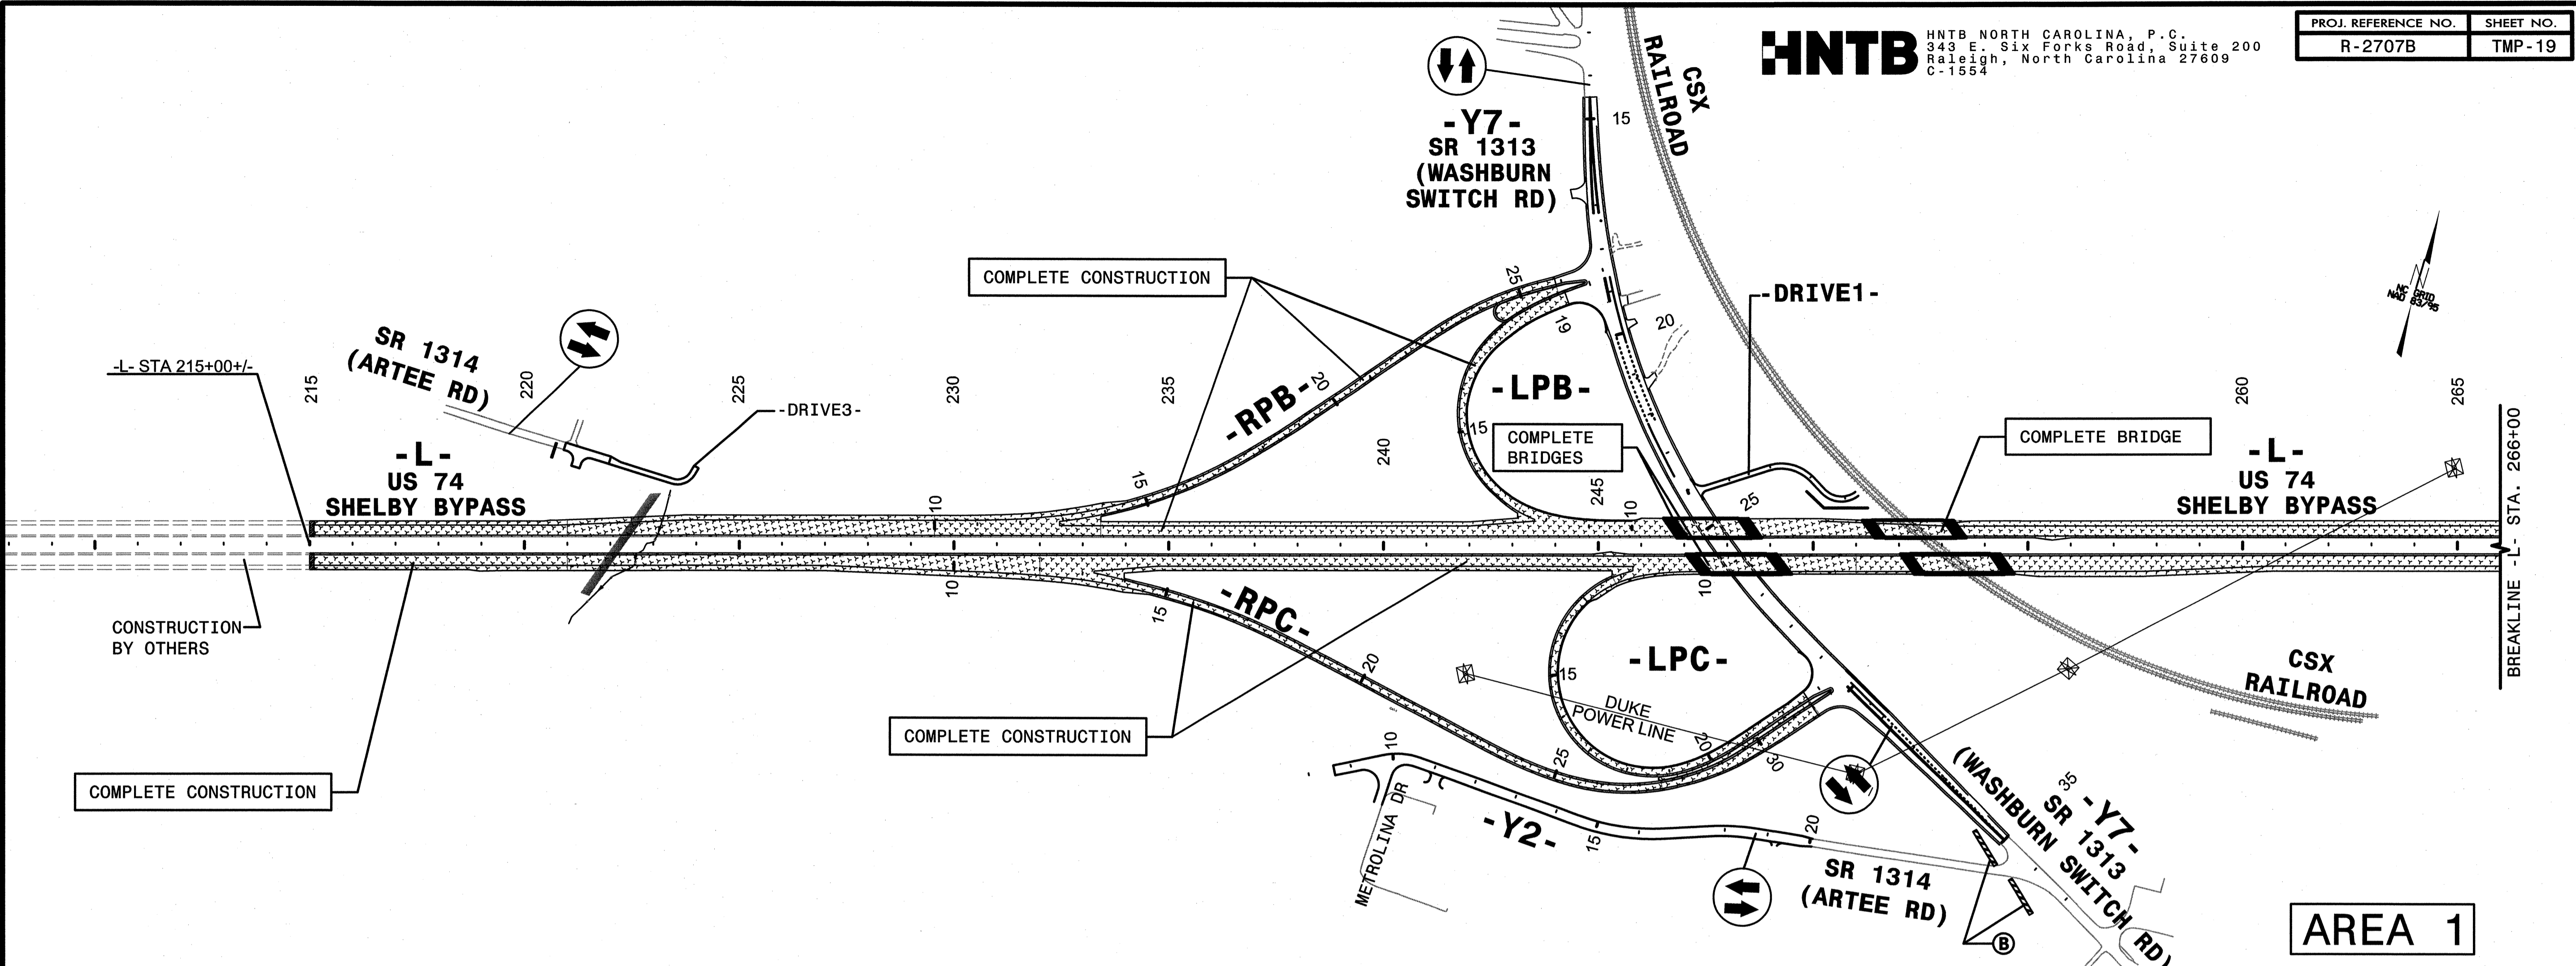 PROJ. REFERENCE NO.
SHEET NO.
R-2707B
TMP-19
HNTB
HNTB NORTH CAROLINA, P.C.
343 E. Six Forks Road, Suite 200
Raleigh, North Carolina 27609
C-1554
CSX
RAILROAD
-Y7-
SR 1313
(WASHBURN
SWITCH RD)
15
COMPLETE CONSTRUCTION
25
19
20
-DRIVE1-
NC GRID
NAD 83/95
SR 1314
(ARTEE RD)
-L- STA 215+00+/-
215
220
225
230
235
240
245
260
265
-DRIVE3-
-RPB-
20
15
-LPB-
15
COMPLETE
BRIDGES
COMPLETE BRIDGE
-L-
US 74
SHELBY BYPASS
-L-
US 74
SHELBY BYPASS
BREAKLINE -L- STA. 266+00
10
10
25
10
10
15
-RPC-
20
25
30
CONSTRUCTION
BY OTHERS
-LPC-
15
20
DUKE
POWER LINE
CSX
RAILROAD
COMPLETE CONSTRUCTION
COMPLETE CONSTRUCTION
10
METROLINA DR
-Y2-
15
20
SR 1314
(ARTEE RD)
35
-Y7-
SR 1313
(WASHBURN SWITCH RD)
B
AREA 1